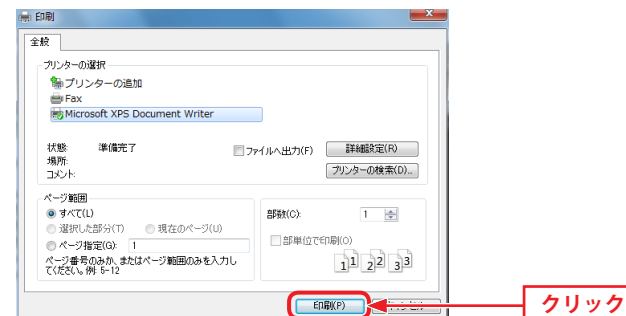 印刷
全般
プリンターの選択
プリンターの追加
Fax
Microsoft XPS Document Writer
状態: 準備完了
場所:
コメント:
ファイルへ出力(F)
詳細設定(R)
プリンターの検索(D)...
ページ範囲
すべて(L)
選択した部分(T) 現在のページ(U)
ページ指定(G): 1
ページ番号のみか、またはページ範囲のみを入力し
てください。例: 5-12
部数(C): 1
部単位で印刷(O)
1 1 2 2 3 3
印刷(P)
キャンセル
クリック